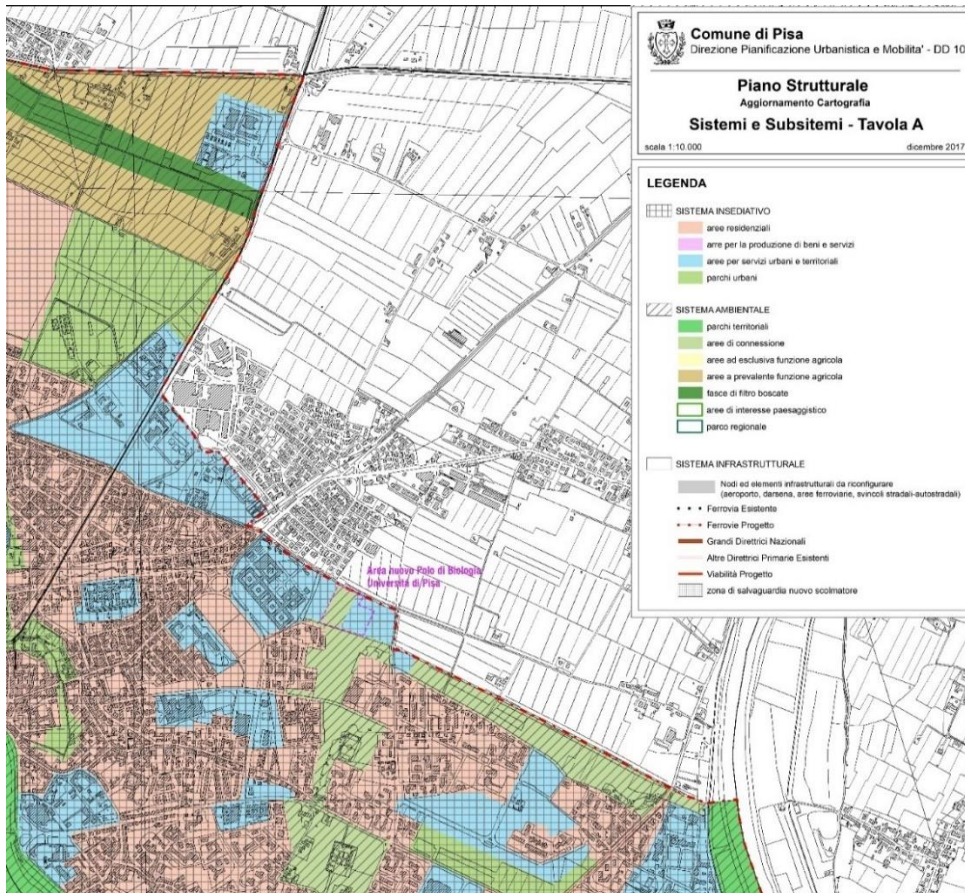 Comune di Pisa
Direzione Pianificazione Urbanistica e Mobilita' - DD 10
Piano Strutturale
Aggiornamento Cartografia
Sistemi e Subsitemi - Tavola A
scala 1:10.000
dicembre 2017
LEGENDA
SISTEMA INSEDIATIVO
aree residenziali
arre per la produzione di beni e servizi
aree per servizi urbani e territoriali
parchi urbani
SISTEMA AMBIENTALE
parchi territoriali
aree di connessione
aree ad esclusiva funzione agricola
aree a prevalente funzione agricola
fasce di filtro boscate
aree di interesse paesaggistico
parco regionale
SISTEMA INFRASTRUTTURALE
Nodi ed elementi infrastrutturali da riconfigurare
(aeroporto, darsena, aree ferroviarie, svincoli stradali-autostradali)
Ferrovia Esistente
Ferrovie Progetto
Grandi Direttrici Nazionali
Altre Direttrici Primarie Esistenti
Viabilità Progetto
zona di salvaguardia nuovo scolmatore
Area nuovo Polo di Biologia
Università di Pisa